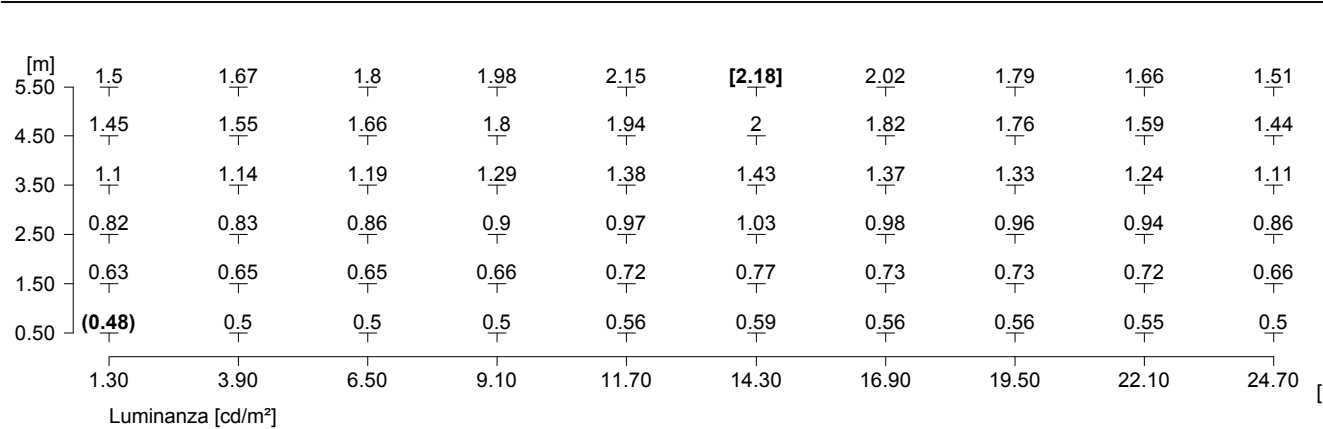 [m]
5.50 1.5 1.67 1.8 1.98 2.15 [2.18] 2.02 1.79 1.66 1.51
4.50 1.45 1.55 1.66 1.8 1.94 2 1.82 1.76 1.59 1.44
3.50 1.1 1.14 1.19 1.29 1.38 1.43 1.37 1.33 1.24 1.11
2.50 0.82 0.83 0.86 0.9 0.97 1.03 0.98 0.96 0.94 0.86
1.50 0.63 0.65 0.65 0.66 0.72 0.77 0.73 0.73 0.72 0.66
0.50 (0.48) 0.5 0.5 0.5 0.56 0.59 0.56 0.56 0.55 0.5
1.30 3.90 6.50 9.10 11.70 14.30 16.90 19.50 22.10 24.70 [
Luminanza [cd/m²]